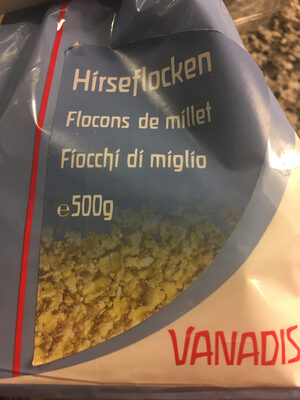 Hirseflocken
Flocons de millet
Fiocchi di miglio
℮500g
VANADIS